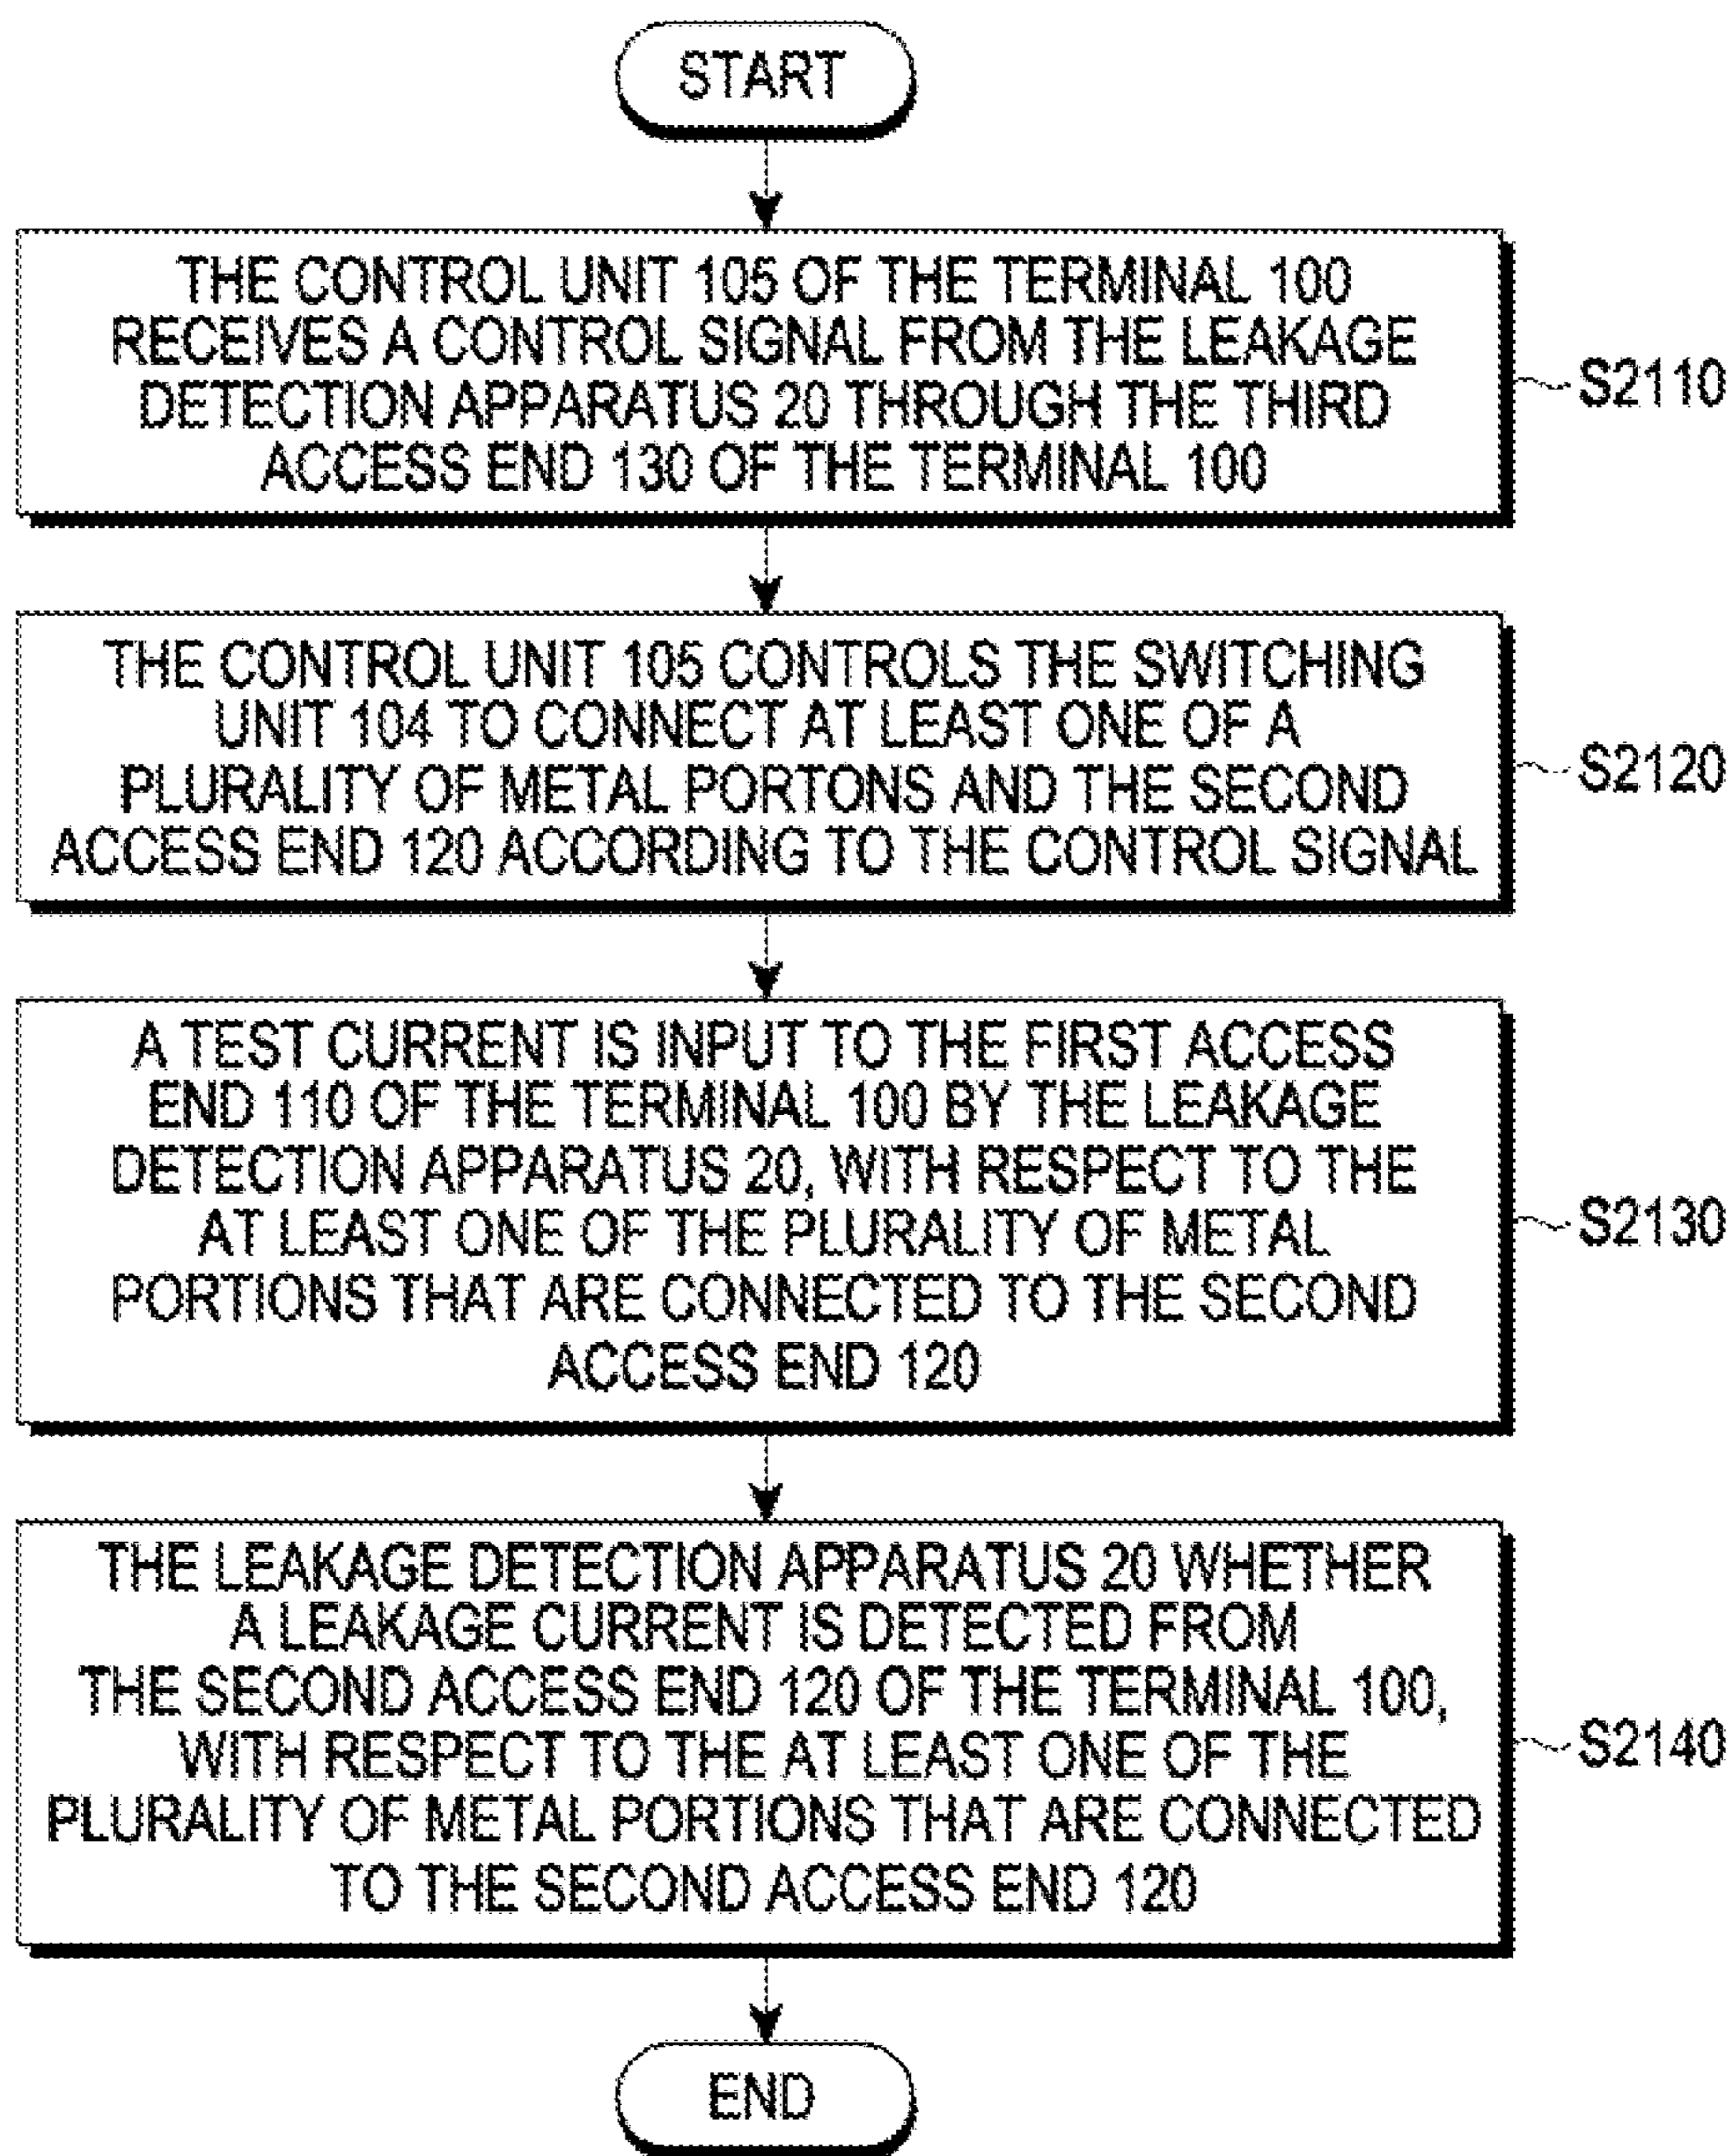 START
THE CONTROL UNIT 105 OF THE TERMINAL 100
RECEIVES A CONTROL SIGNAL FROM THE LEAKAGE
DETECTION APPARATUS 20 THROUGH THE THIRD
ACCESS END 130 OF THE TERMINAL 100
S2110
THE CONTROL UNIT 105 CONTROLS THE SWITCHING
UNIT 104 TO CONNECT AT LEAST ONE OF A
PLURALITY OF METAL PORTONS AND THE SECOND
ACCESS END 120 ACCORDING TO THE CONTROL SIGNAL
S2120
A TEST CURRENT IS INPUT TO THE FIRST ACCESS
END 110 OF THE TERMINAL 100 BY THE LEAKAGE
DETECTION APPARATUS 20, WITH RESPECT TO THE
AT LEAST ONE OF THE PLURALITY OF METAL
PORTIONS THAT ARE CONNECTED TO THE SECOND
ACCESS END 120
S2130
THE LEAKAGE DETECTION APPARATUS 20 WHETHER
A LEAKAGE CURRENT IS DETECTED FROM
THE SECOND ACCESS END 120 OF THE TERMINAL 100,
WITH RESPECT TO THE AT LEAST ONE OF THE
PLURALITY OF METAL PORTIONS THAT ARE CONNECTED
TO THE SECOND ACCESS END 120
S2140
END